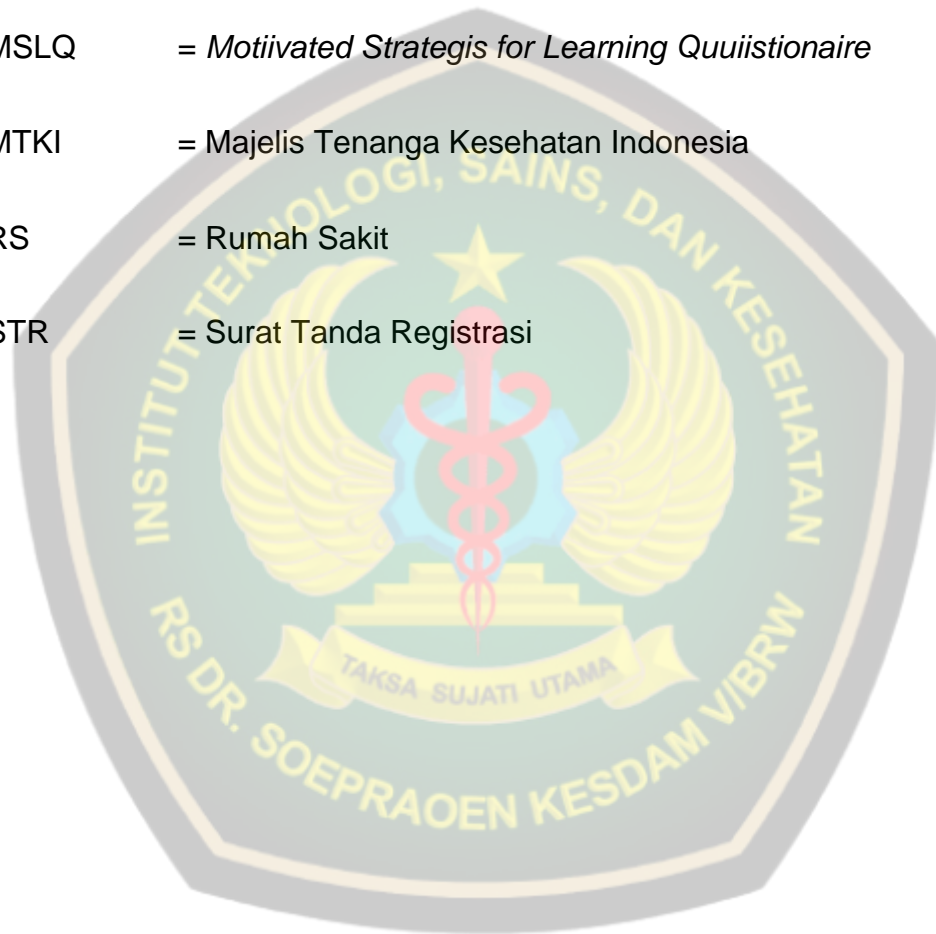 MSLQ = Motiivated Strategis for Learning Quuiistionaire
MTKI = Majelis Tenanga Kesehatan Indonesia
RS = Rumah Sakit
STR = Surat Tanda Registrasi
INSTITUT TEKNOLOGI, SAINS, DAN KESEHATAN
TAKSA SUJATI UTAMA
RS DR. SOEPRAOEN KESDAM V/BRW